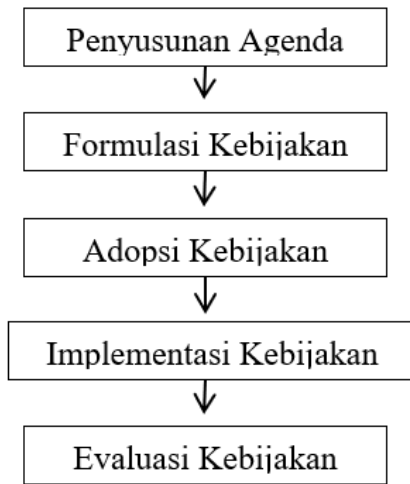 Penyusunan Agenda
Formulasi Kebijakan
Adopsi Kebijakan
Implementasi Kebijakan
Evaluasi Kebijakan